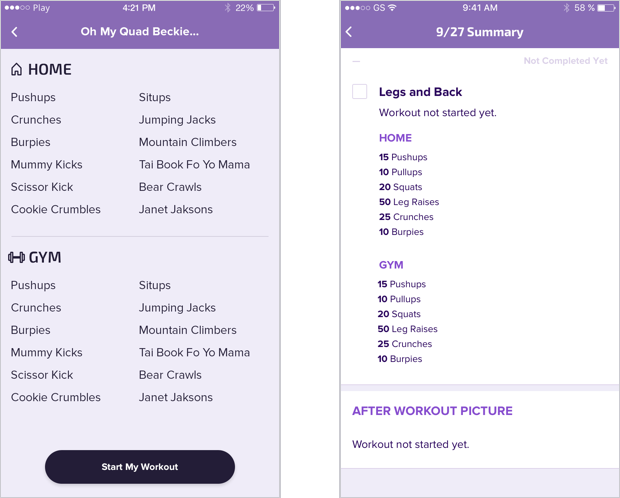 Play 4:21 PM 22%
Oh My Quad Beckie...
HOME
Pushups Situps
Crunches Jumping Jacks
Burpies Mountain Climbers
Mummy Kicks Tai Book Fo Yo Mama
Scissor Kick Bear Crawls
Cookie Crumbles Janet Jaksons
GYM
Pushups Situps
Crunches Jumping Jacks
Burpies Mountain Climbers
Mummy Kicks Tai Book Fo Yo Mama
Scissor Kick Bear Crawls
Cookie Crumbles Janet Jaksons
Start My Workout
GS 9:41 AM 58 %
9/27 Summary
— Not Completed Yet
Legs and Back
Workout not started yet.
HOME
15 Pushups
10 Pullups
20 Squats
50 Leg Raises
25 Crunches
10 Burpies
GYM
15 Pushups
10 Pullups
20 Squats
50 Leg Raises
25 Crunches
10 Burpies
AFTER WORKOUT PICTURE
Workout not started yet.